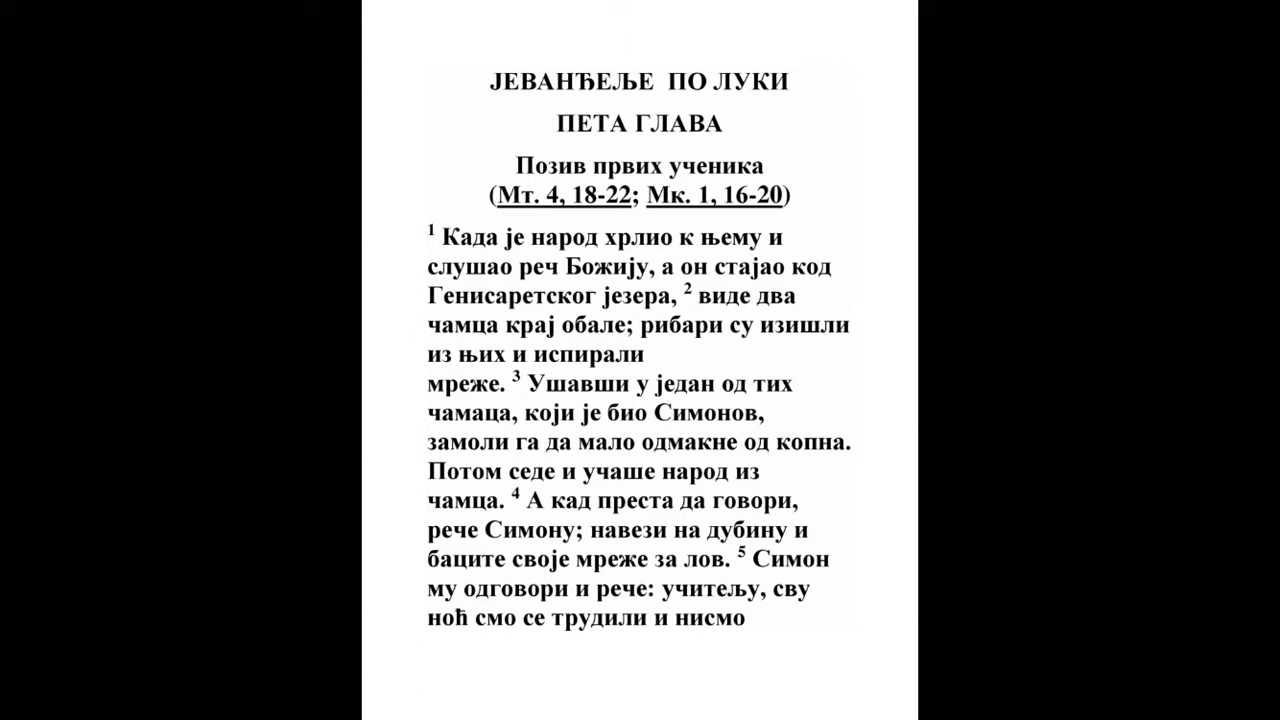 ЈЕВАНЂЕЉЕ ПО ЛУКИ
ПЕТА ГЛАВА
Позив првих ученика
(Мт. 4, 18-22; Мк. 1, 16-20)
1 Када је народ хрлио к њему и
слушао реч Божију, а он стајао код
Генисаретског језера, 2 виде два
чамца крај обале; рибари су изишли
из њих и испирали
мреже. 3 Ушавши у један од тих
чамаца, који је био Симонов,
замоли га да мало одмакне од копна.
Потом седе и учаше народ из
чамца. 4 А кад преста да говори,
рече Симону; навези на дубину и
баците своје мреже за лов. 5 Симон
му одговори и рече: учитељу, сву
ноћ смо се трудили и нисмо